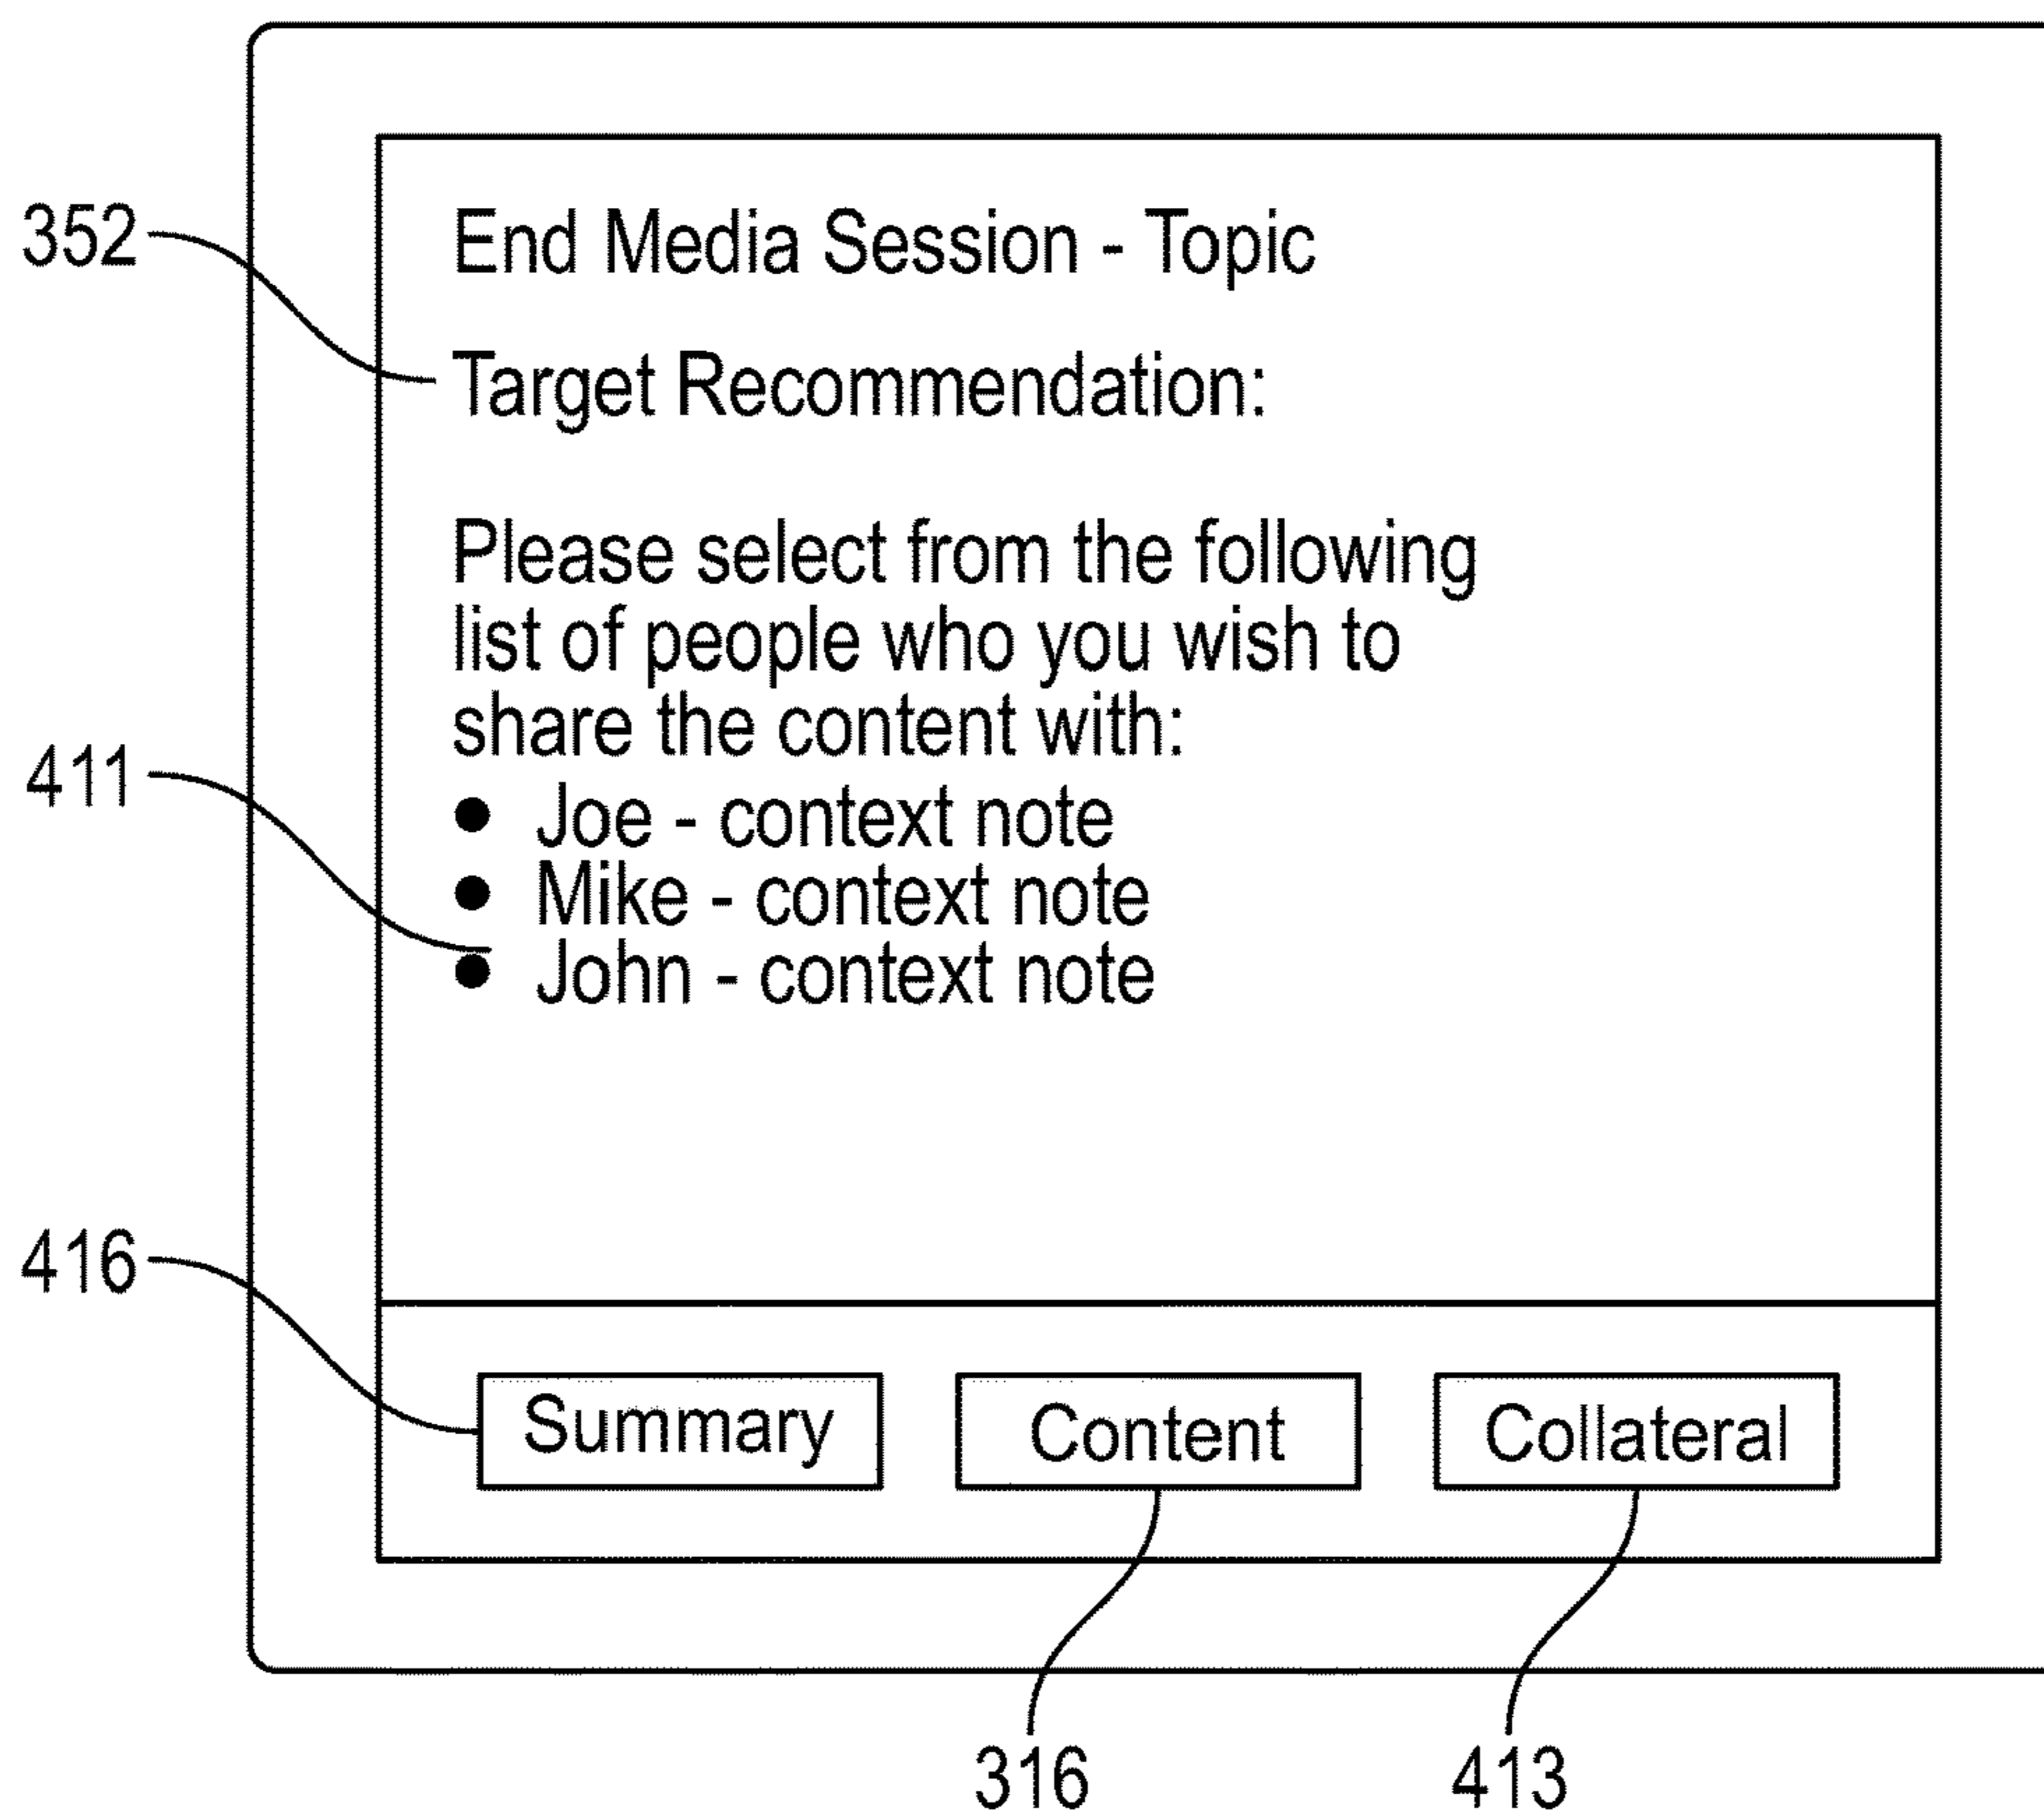 End Media Session - Topic
352
Target Recommendation:
Please select from the following
list of people who you wish to
share the content with:
411
● Joe - context note
● Mike - context note
● John - context note
416
Summary
Content
Collateral
316
413